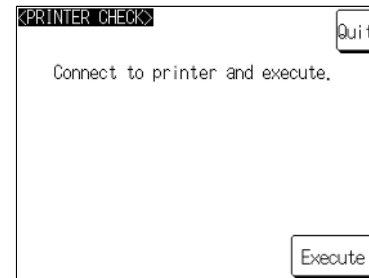 <PRINTER CHECK>
Quit
Connect to printer and execute.
Execute